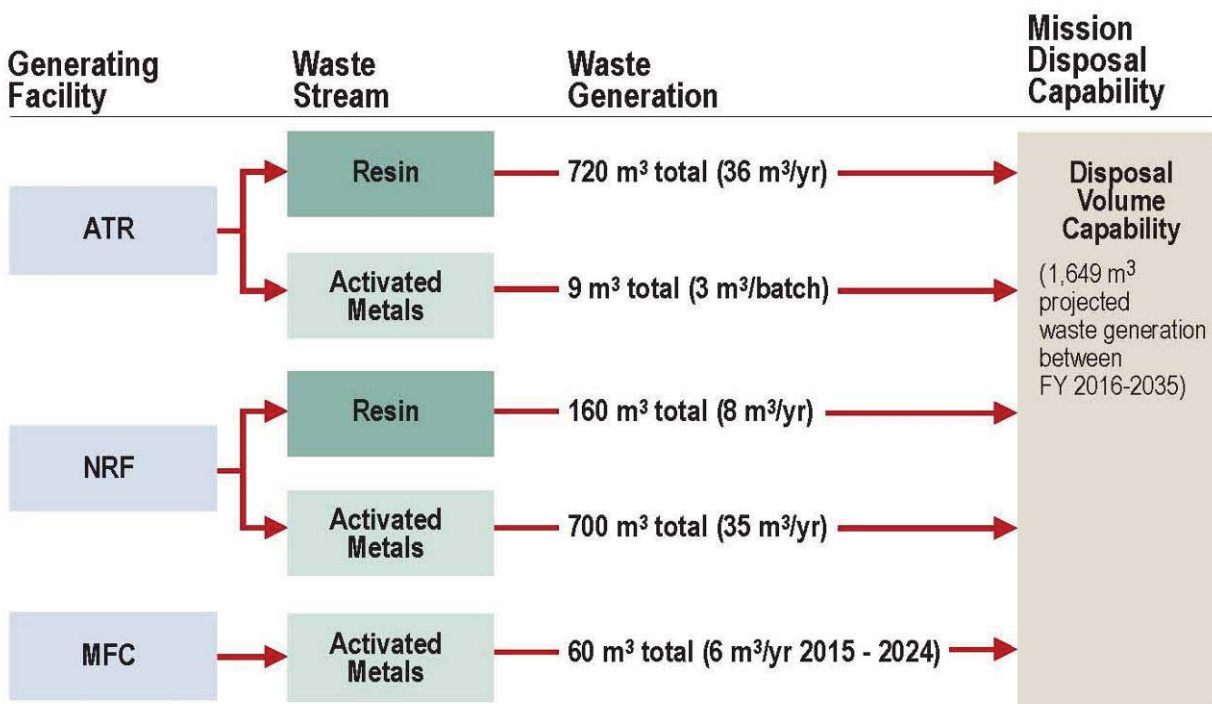 Generating
Facility
Waste
Stream
Waste
Generation
Mission
Disposal
Capability
ATR
Resin
720 m³ total (36 m³/yr)
Activated
Metals
9 m³ total (3 m³/batch)
NRF
Resin
160 m³ total (8 m³/yr)
Activated
Metals
700 m³ total (35 m³/yr)
MFC
Activated
Metals
60 m³ total (6 m³/yr 2015 - 2024)
Disposal
Volume
Capability
(1,649 m³
projected
waste generation
between
FY 2016-2035)